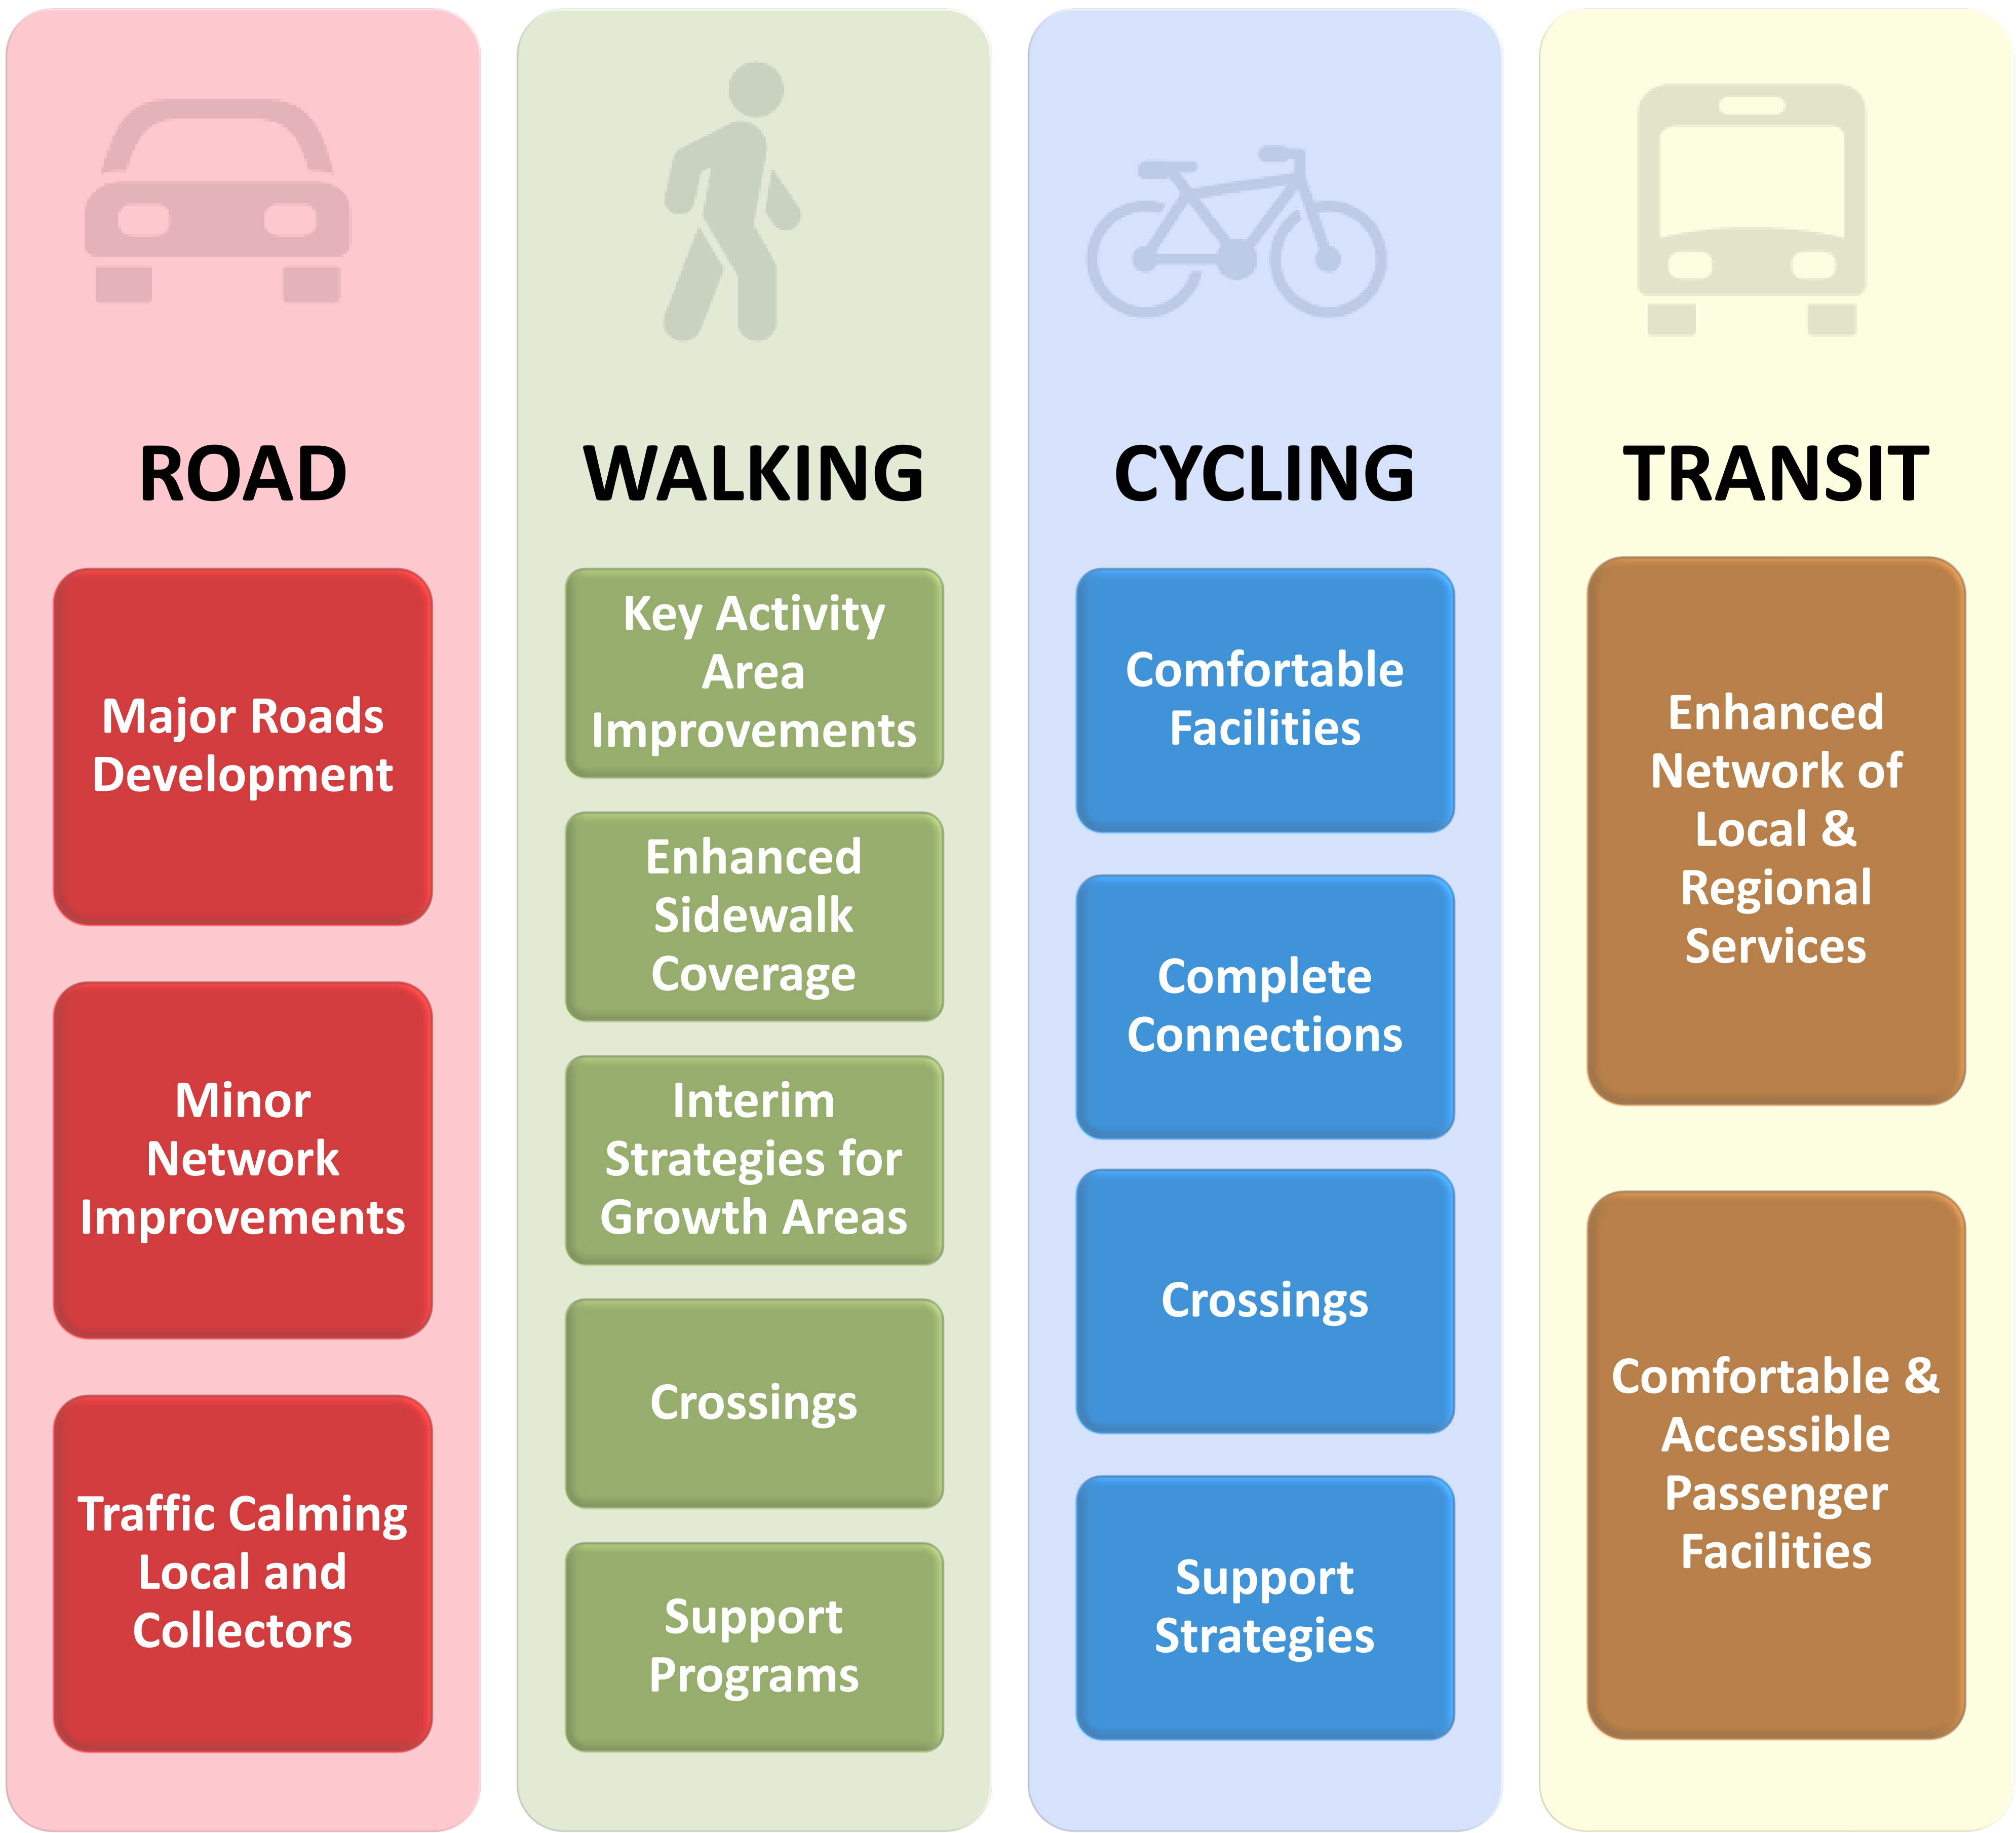 ROAD
Major Roads
Development
Minor
Network
Improvements
Traffic Calming
Local and
Collectors
WALKING
Key Activity
Area
Improvements
Enhanced
Sidewalk
Coverage
Interim
Strategies for
Growth Areas
Crossings
Support
Programs
CYCLING
Comfortable
Facilities
Complete
Connections
Crossings
Support
Strategies
TRANSIT
Enhanced
Network of
Local &
Regional
Services
Comfortable &
Accessible
Passenger
Facilities